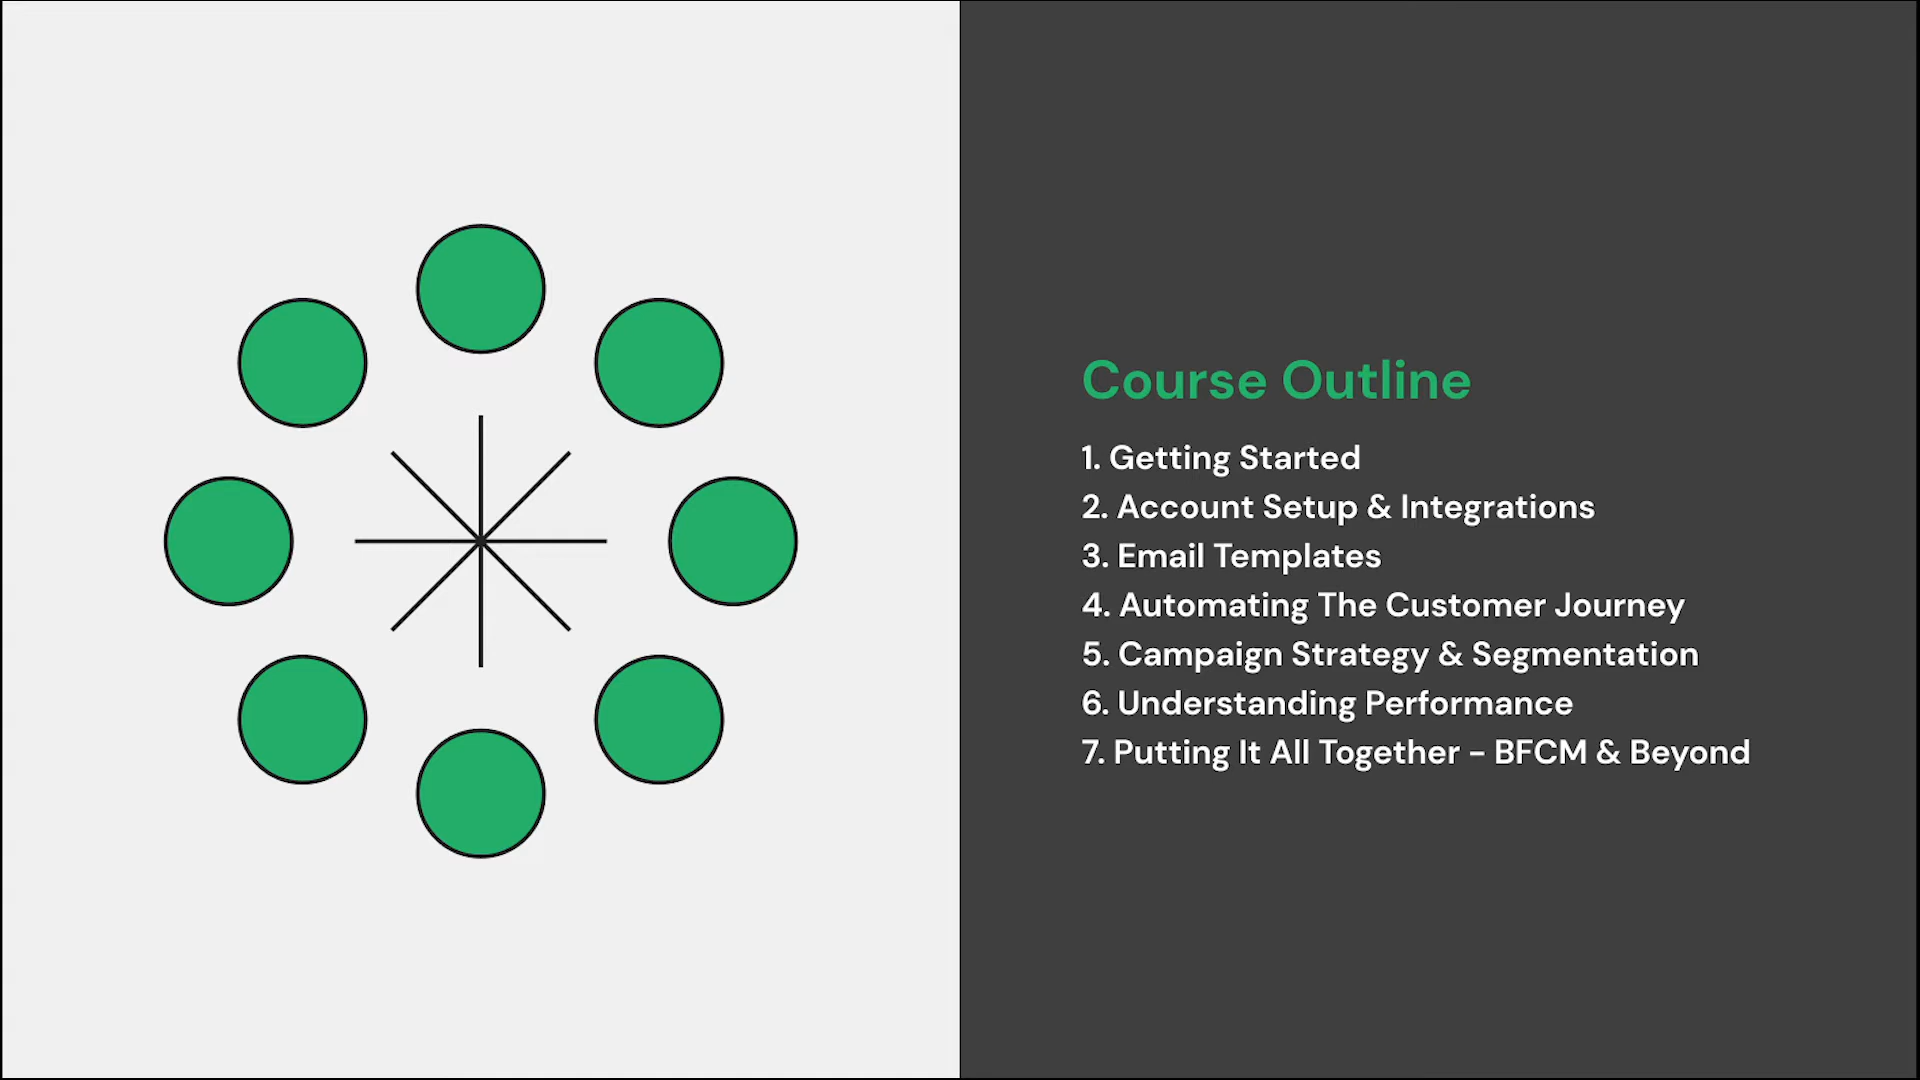 Course Outline
1. Getting Started
2. Account Setup & Integrations
3. Email Templates
4. Automating The Customer Journey
5. Campaign Strategy & Segmentation
6. Understanding Performance
7. Putting It All Together - BFCM & Beyond